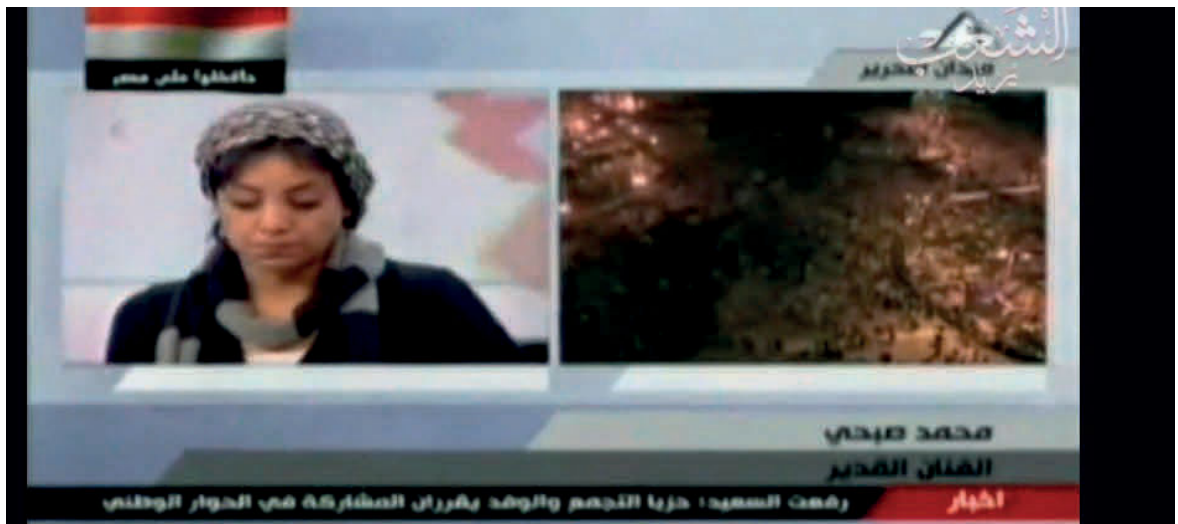 الشعب
يريد
ميدان التحرير
حافظوا على مصر
محمد صبحي
الفنان القدير
اخبار
رفعت السعيد: حزبا التجمع والوفد يقرران المشاركة في الحوار الوطني